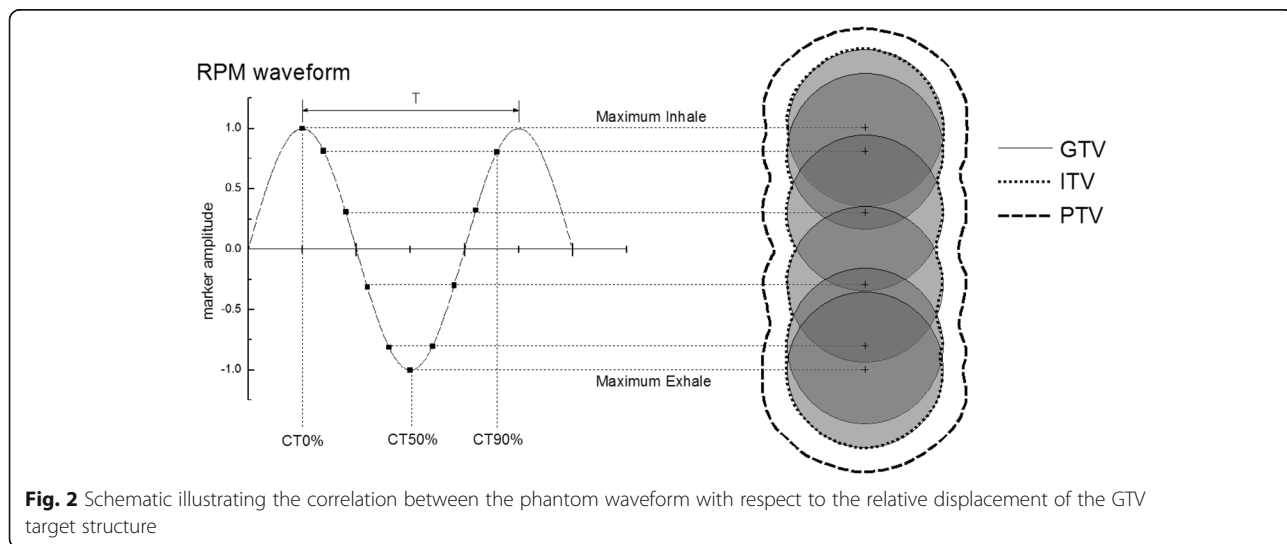 RPM waveform
T
Maximum Inhale
1.0
0.5
0.0
-0.5
-1.0
marker amplitude
Maximum Exhale
CT0%
CT50%
CT90%
GTV
ITV
PTV
Fig. 2 Schematic illustrating the correlation between the phantom waveform with respect to the relative displacement of the GTV
target structure